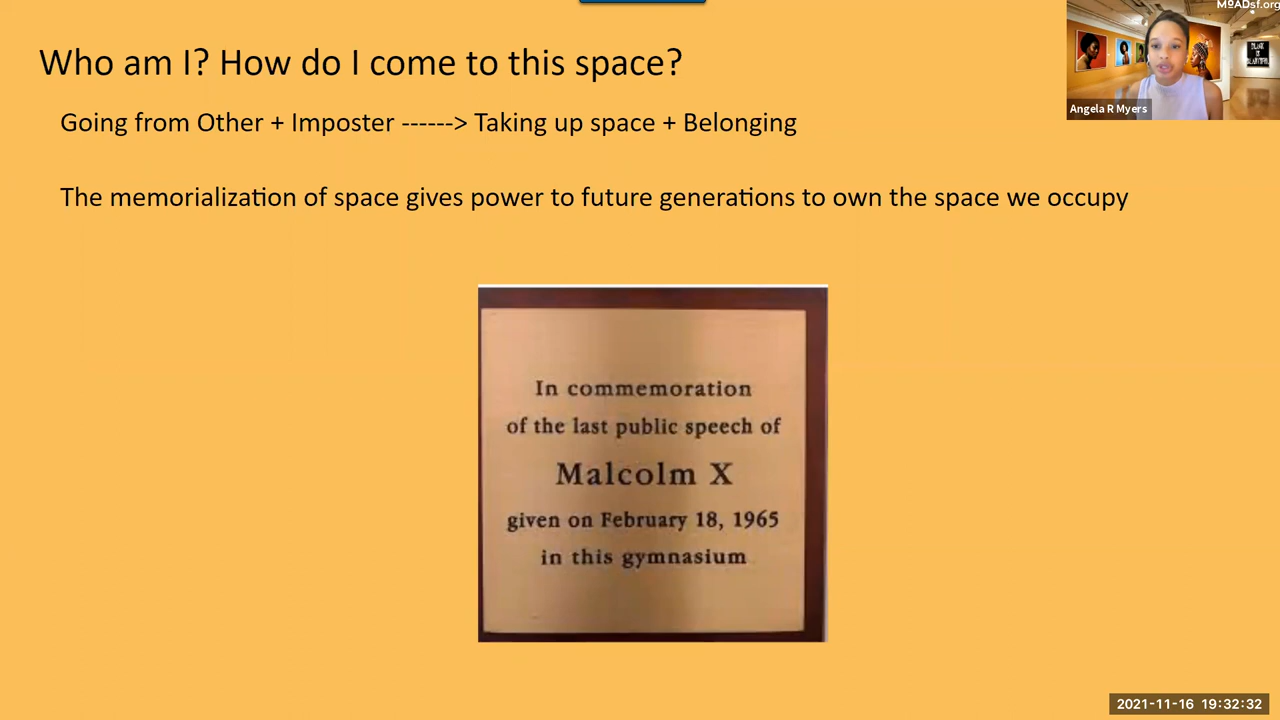 MoADsf.org
Who am I? How do I come to this space?
Angela R Myers
Going from Other + Imposter ------> Taking up space + Belonging
The memorialization of space gives power to future generations to own the space we occupy
In commemoration
of the last public speech of
Malcolm X
given on February 18, 1965
in this gymnasium
2021-11-16 19:32:32